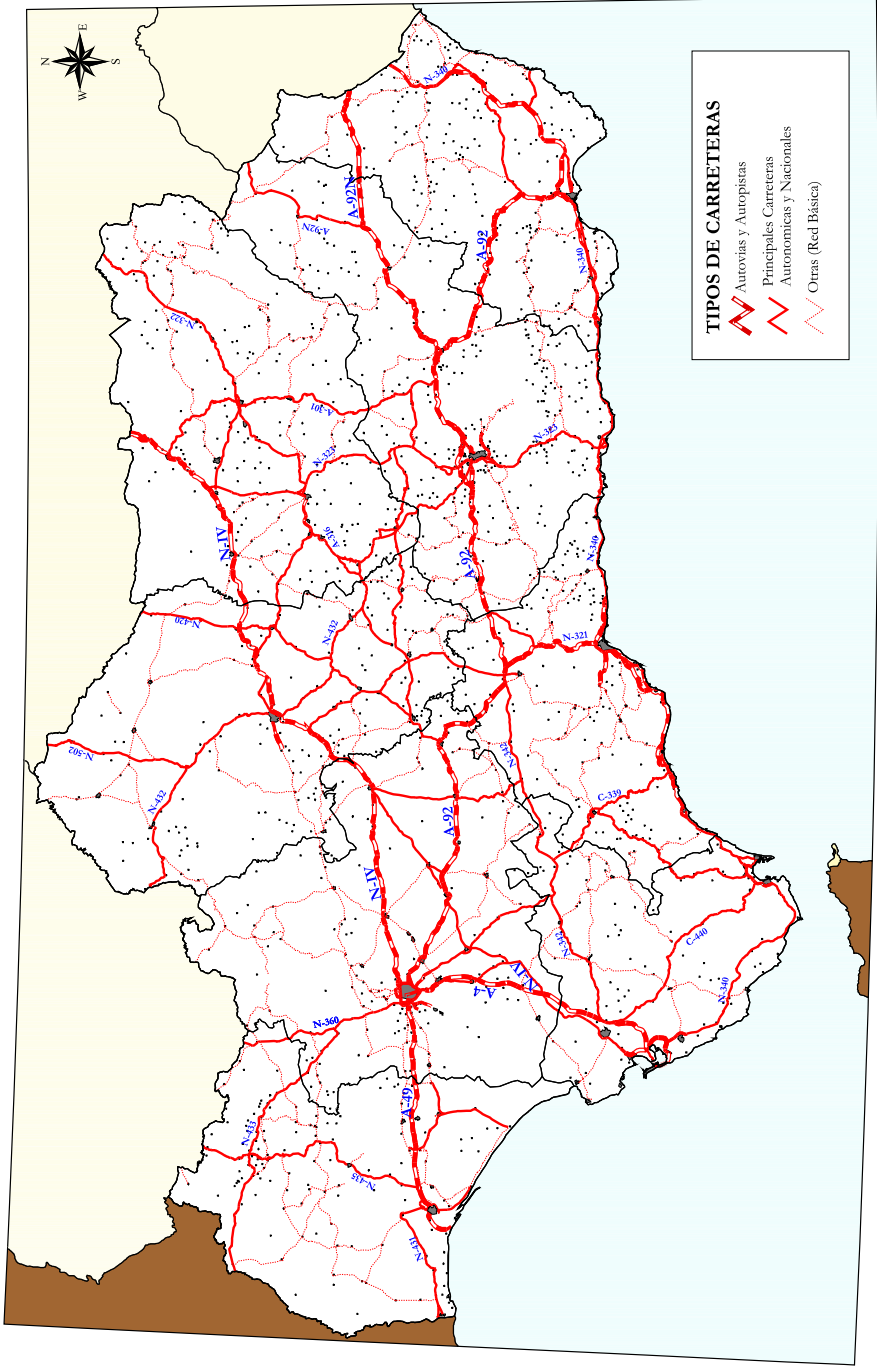 N
E
S
W
TIPOS DE CARRETERAS
Autovias y Autopistas
Principales Carreteras
Autonomicas y Nacionales
Otras (Red Básica)
N-431
A-49
N-435
N-433
N-360
N-IV
A-4
N-IV
A-92
N-342
C-440
N-340
C-339
N-342
N-432
N-502
N-420
N-432
N-IV
A-316
N-323
A-301
N-322
A-92
N-321
N-340
N-323
A-92
N-340
A-92N
A-92N
N-340